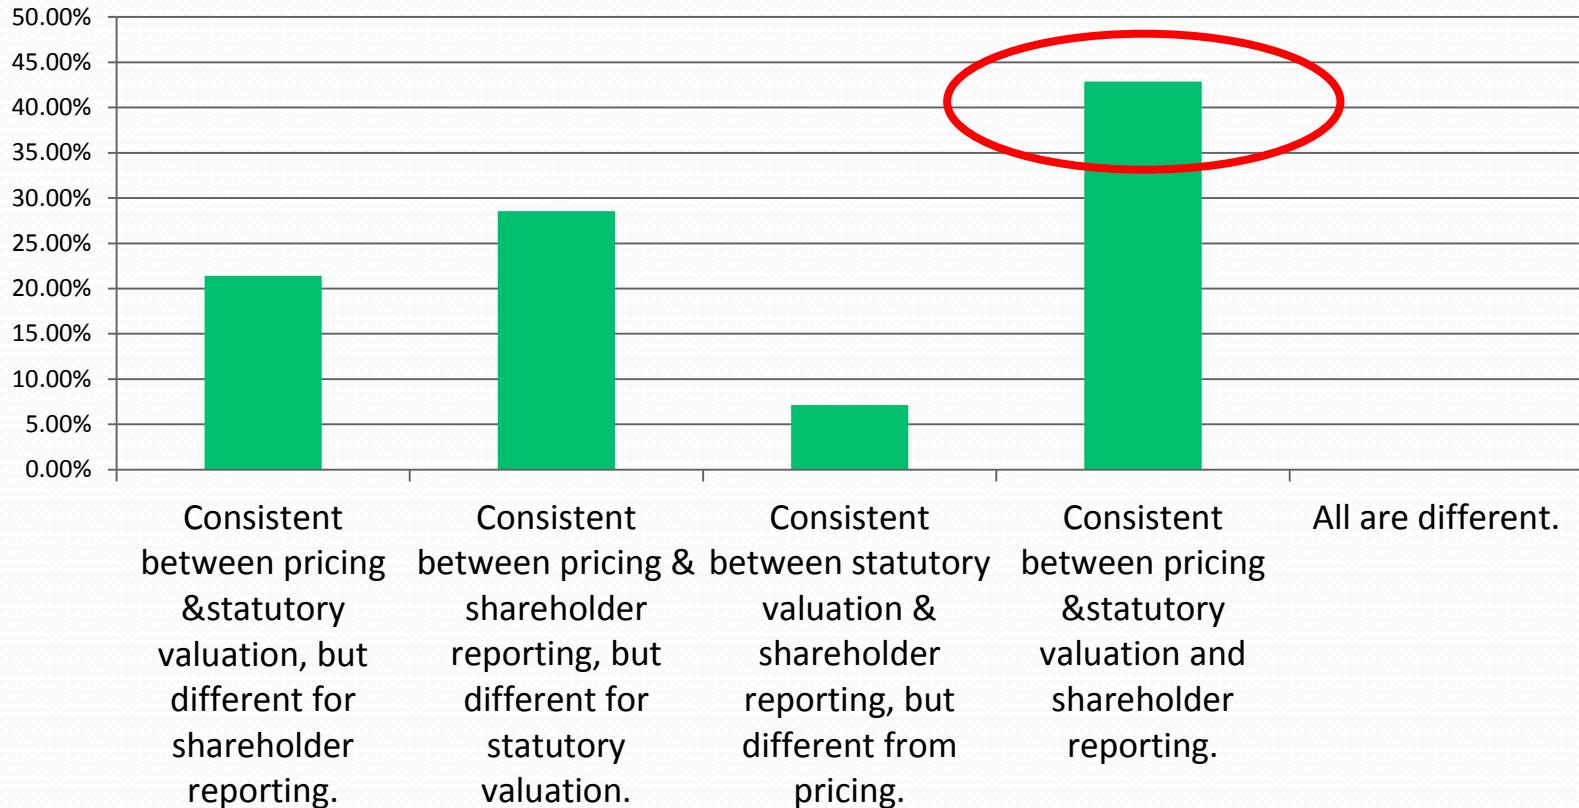 50.00%
45.00%
40.00%
35.00%
30.00%
25.00%
20.00%
15.00%
10.00%
5.00%
0.00%
Consistent
between pricing
&statutory
valuation, but
different for
shareholder
reporting.
Consistent
between pricing &
shareholder
reporting, but
different for
statutory
valuation.
Consistent
between statutory
valuation &
shareholder
reporting, but
different from
pricing.
Consistent
between pricing
&statutory
valuation and
shareholder
reporting.
All are different.